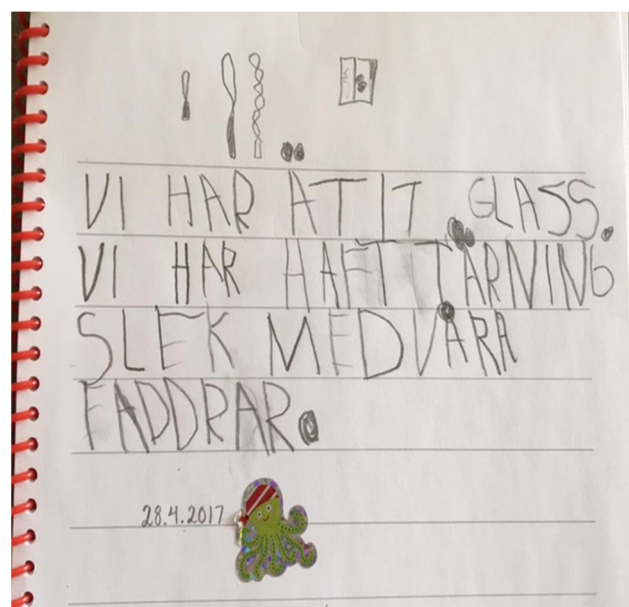 VI HAR ÄTIT GLASS.
VI HAR HAFT TÄRNING
SLEK MED VÅRA
FADDRAR.
28.4.2017